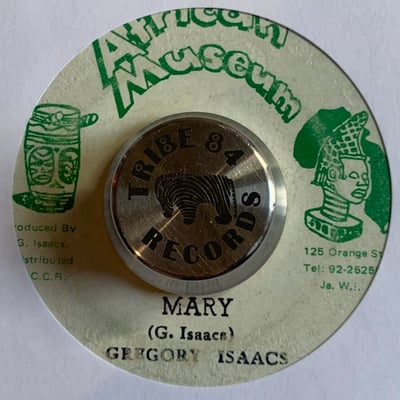 African
Museum
TRIBE 84
RECORDS
roduced By
G. Isaacs,
istributed
C.C.R.
125 Orange St
Tel: 92-2625
Ja. W.i.
MARY
(G. Isaacs)
GREGORY ISAACS